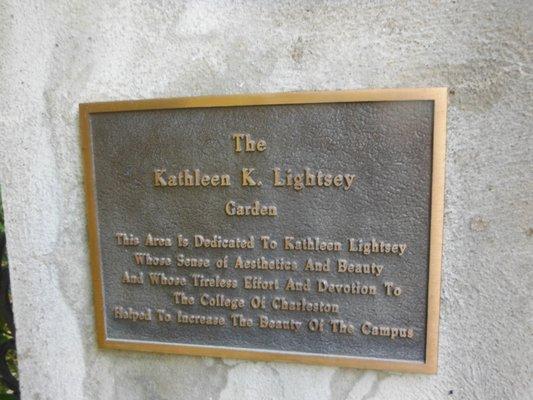 The
Kathleen K. Lightsey
Garden
This Area Is Dedicated To Kathleen Lightsey
Whose Sense of Aesthetics And Beauty
And Whose Tireless Effort And Devotion To
The College Of Charleston
Helped To Increase The Beauty Of The Campus